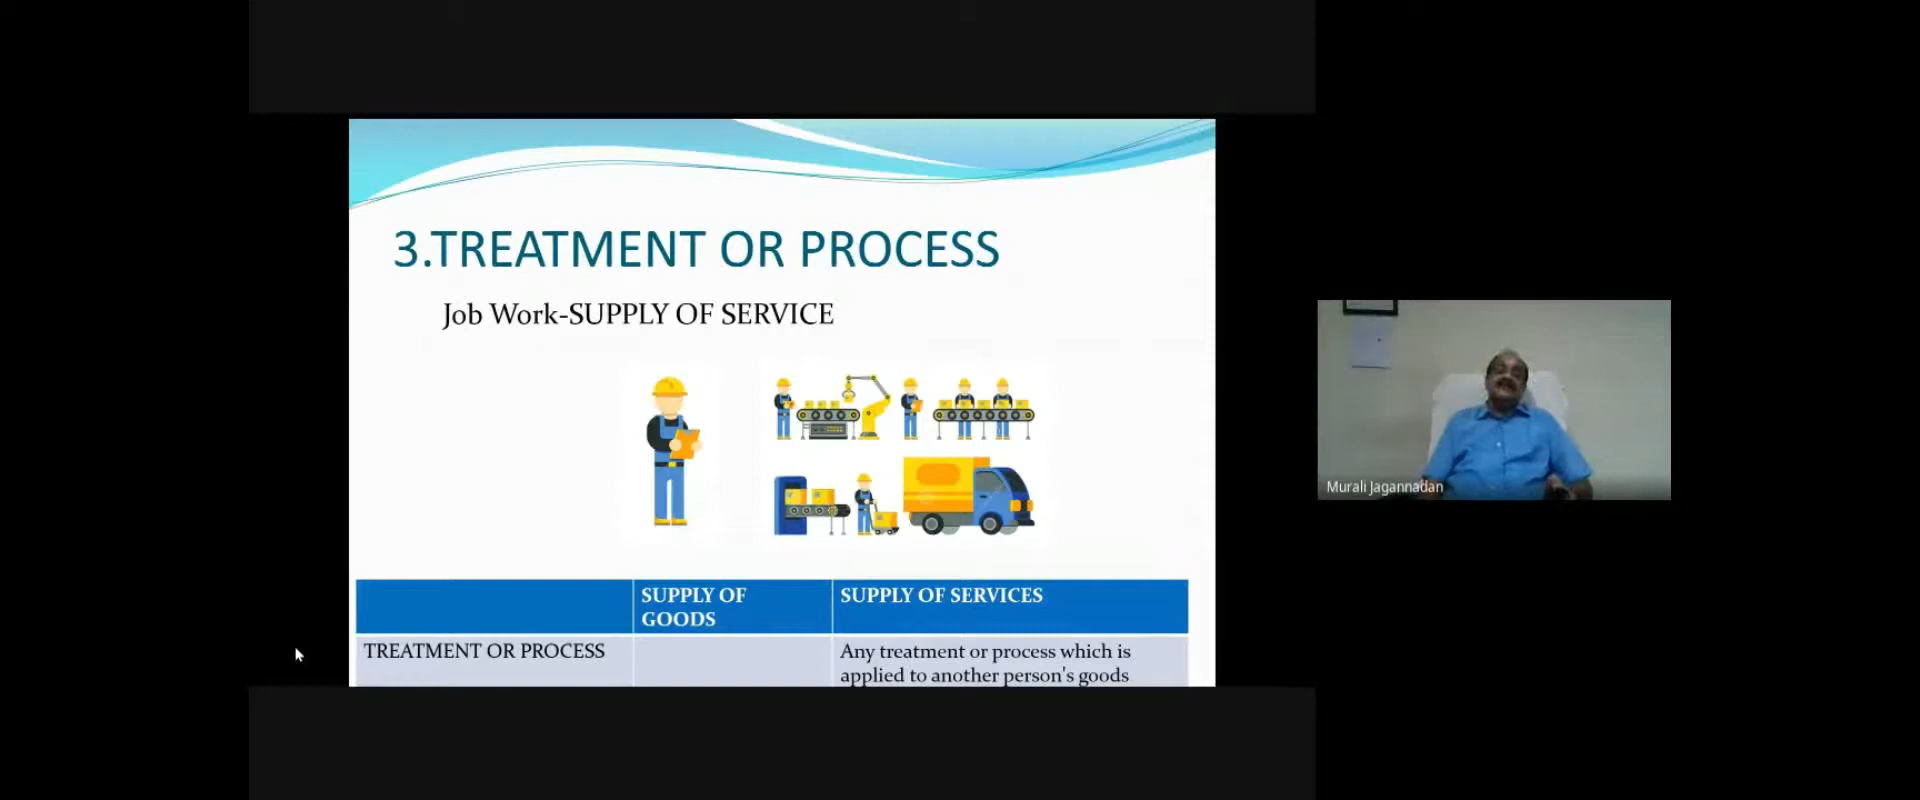 3.TREATMENT OR PROCESS
Job Work-SUPPLY OF SERVICE
SUPPLY OF
GOODS
SUPPLY OF SERVICES
TREATMENT OR PROCESS
Any treatment or process which is
applied to another person's goods
Murali Jagannadan